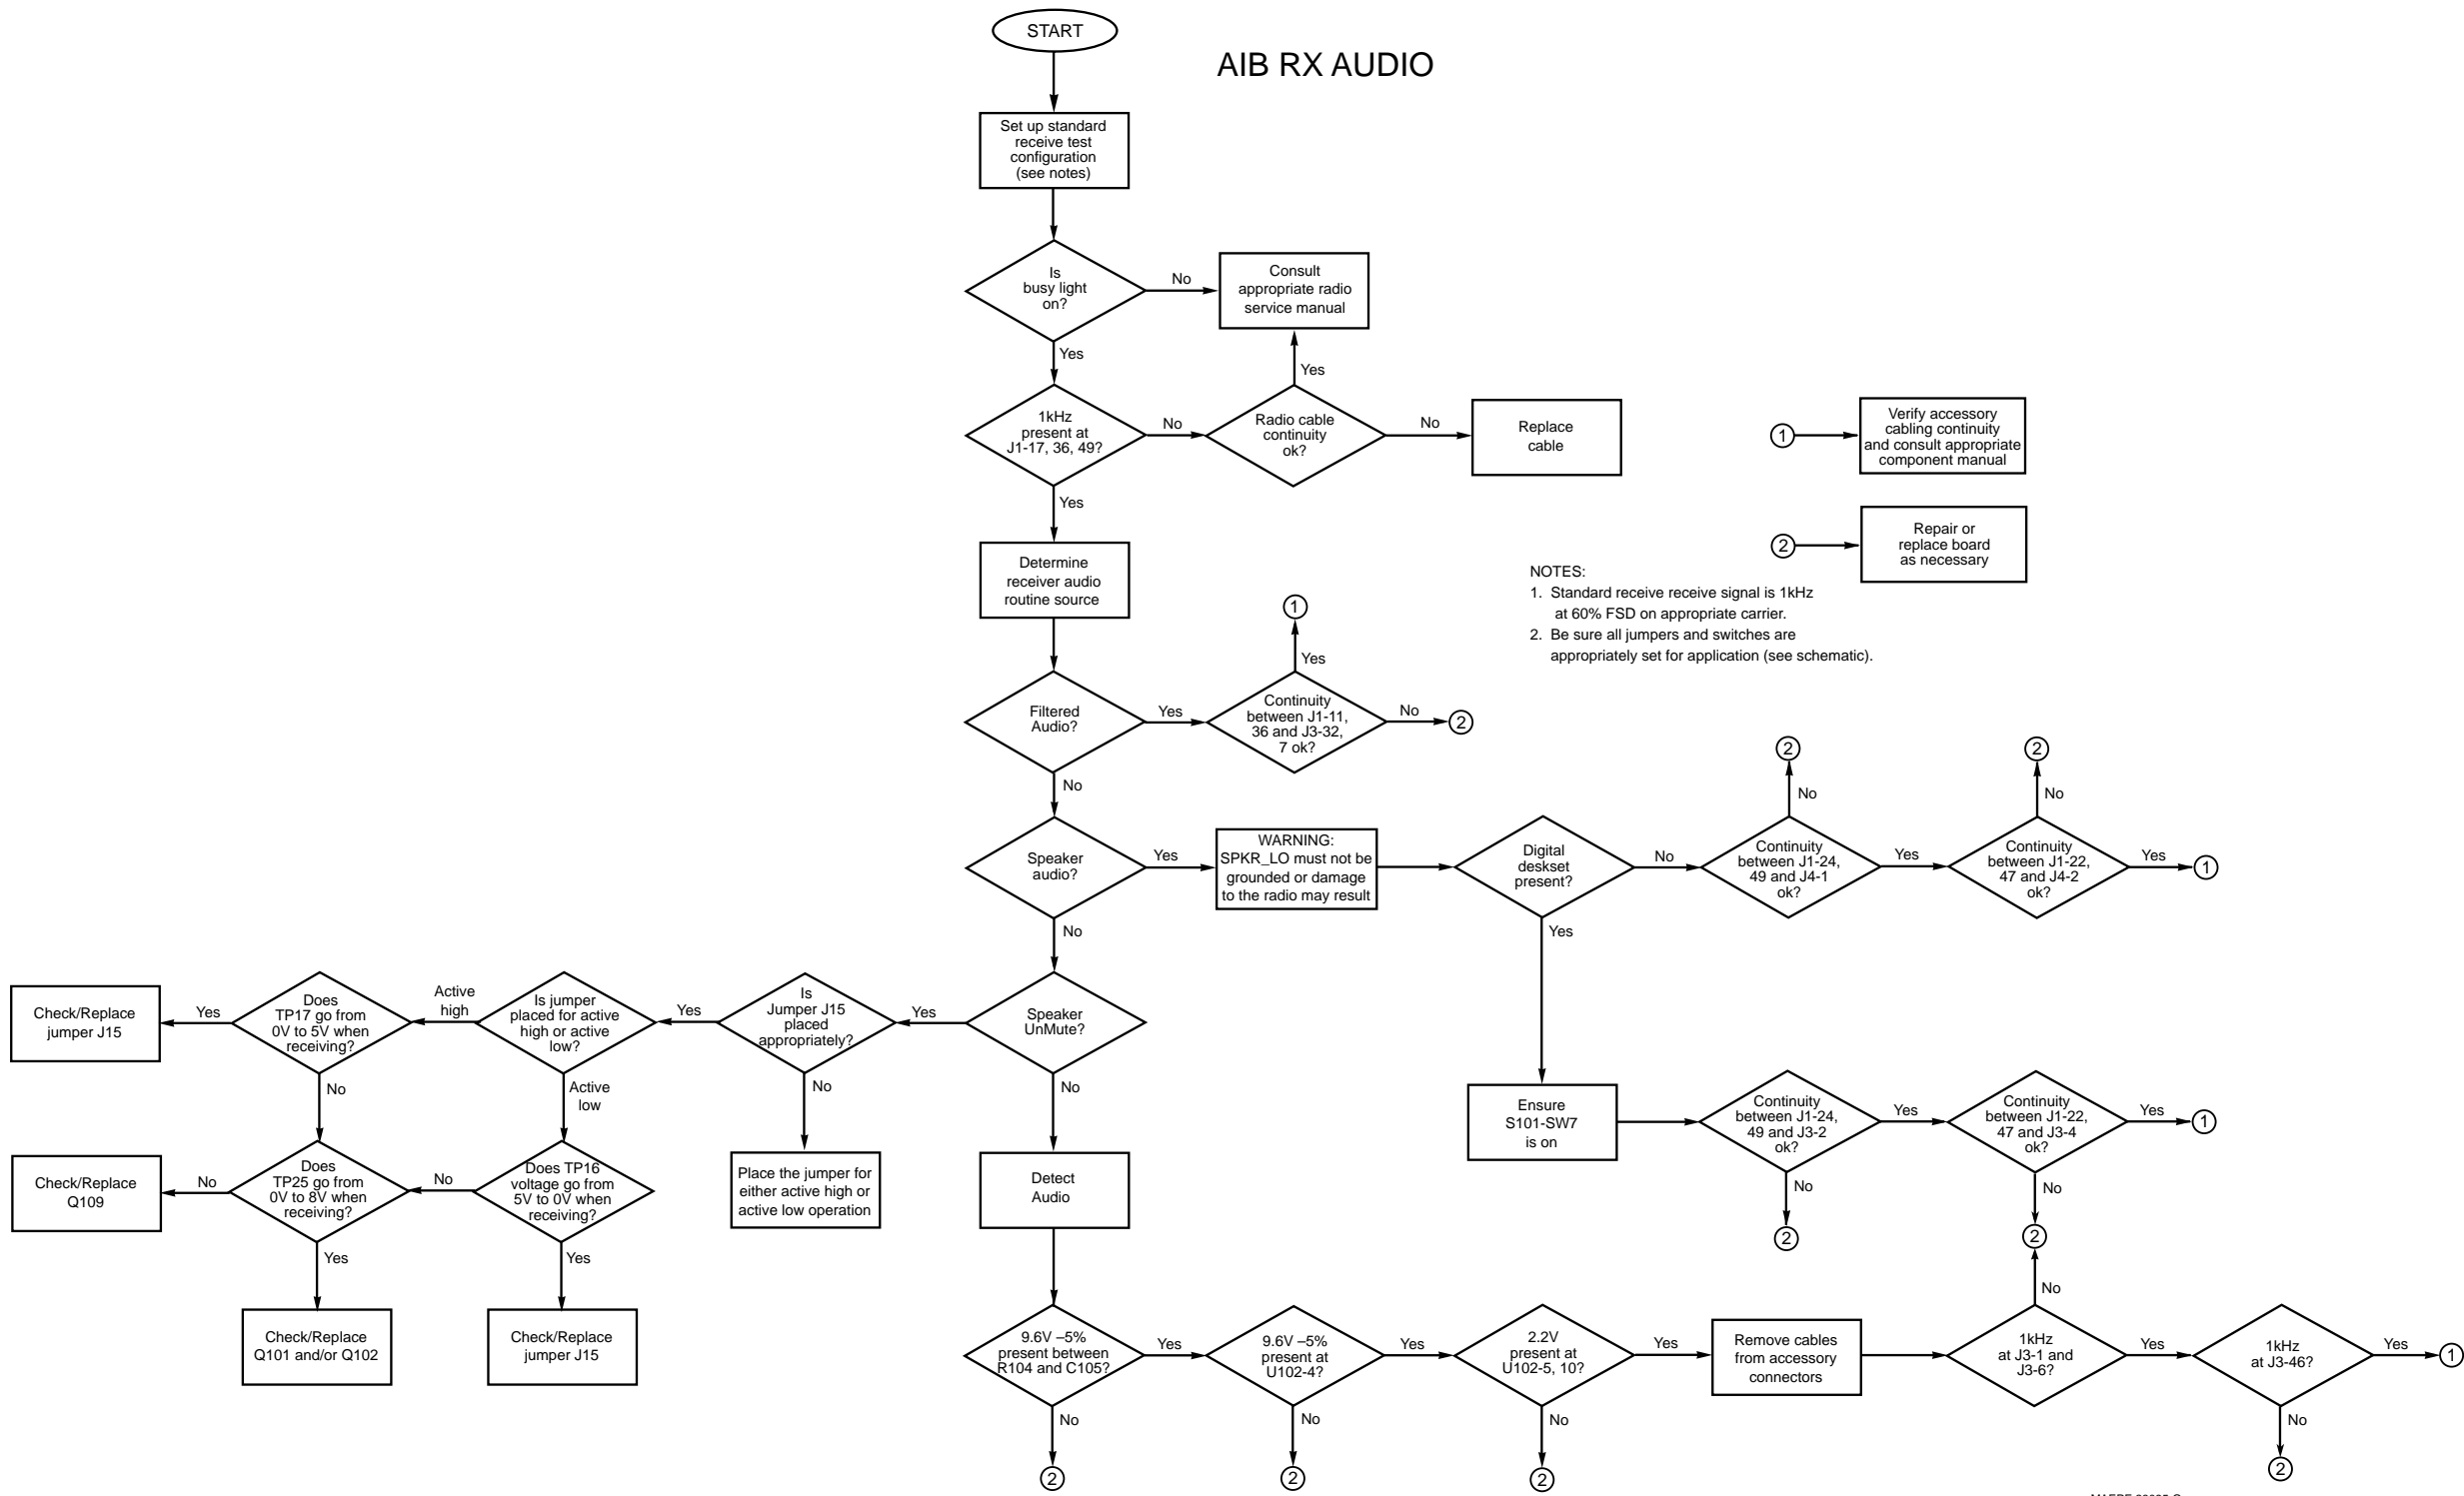 START
AIB RX AUDIO
Set up standard
receive test
configuration
(see notes)
Is
busy light
on?
No
Consult
appropriate radio
service manual
Yes
Yes
1kHz
present at
J1-17, 36, 49?
No
Radio cable
continuity
ok?
No
Replace
cable
1
Verify accessory
cabling continuity
and consult appropriate
component manual
Yes
2
Repair or
replace board
as necessary
Determine
receiver audio
routine source
NOTES:
1. Standard receive receive signal is 1kHz
at 60% FSD on appropriate carrier.
2. Be sure all jumpers and switches are
appropriately set for application (see schematic).
1
Yes
Filtered
Audio?
Yes
Continuity
between J1-11,
36 and J3-32,
7 ok?
No
2
No
2
2
No
No
Speaker
audio?
Yes
WARNING:
SPKR_LO must not be
grounded or damage
to the radio may result
Digital
deskset
present?
No
Continuity
between J1-24,
49 and J4-1
ok?
Yes
Continuity
between J1-22,
47 and J4-2
ok?
Yes
1
No
Yes
Check/Replace
jumper J15
Yes
Does
TP17 go from
0V to 5V when
receiving?
Active
high
Is jumper
placed for active
high or active
low?
Yes
Is
Jumper J15
placed
appropriately?
Yes
Speaker
UnMute?
No
Active
low
No
No
Ensure
S101-SW7
is on
Continuity
between J1-24,
49 and J3-2
ok?
Yes
Continuity
between J1-22,
47 and J3-4
ok?
Yes
1
No
2
No
2
Check/Replace
Q109
No
Does
TP25 go from
0V to 8V when
receiving?
No
Does TP16
voltage go from
5V to 0V when
receiving?
Place the jumper for
either active high or
active low operation
Detect
Audio
Yes
Yes
Check/Replace
Q101 and/or Q102
Check/Replace
jumper J15
9.6V –5%
present between
R104 and C105?
Yes
9.6V –5%
present at
U102-4?
Yes
2.2V
present at
U102-5, 10?
Yes
Remove cables
from accessory
connectors
No
1kHz
at J3-1 and
J3-6?
Yes
1kHz
at J3-46?
Yes
1
No
2
No
2
No
2
No
2